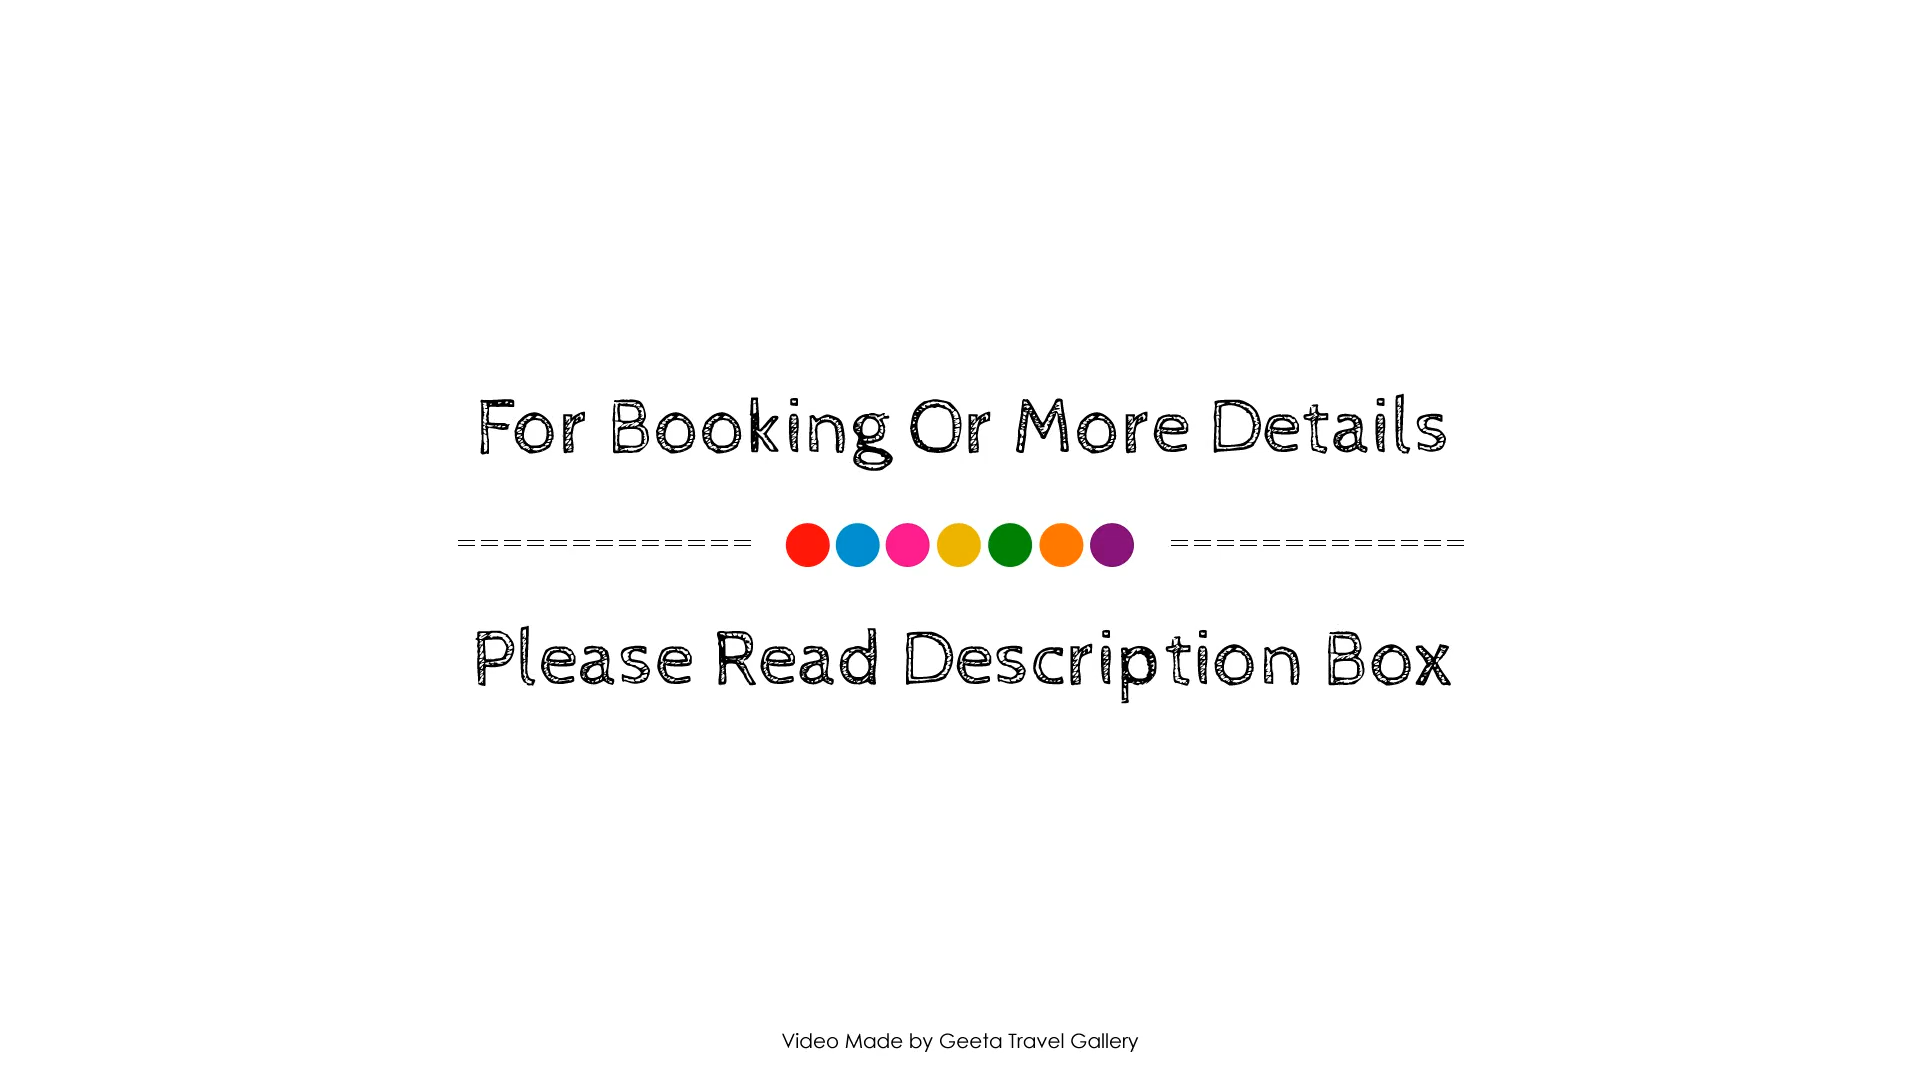 For Booking Or More Details
============= =============
Please Read Description Box
Video Made by Geeta Travel Gallery